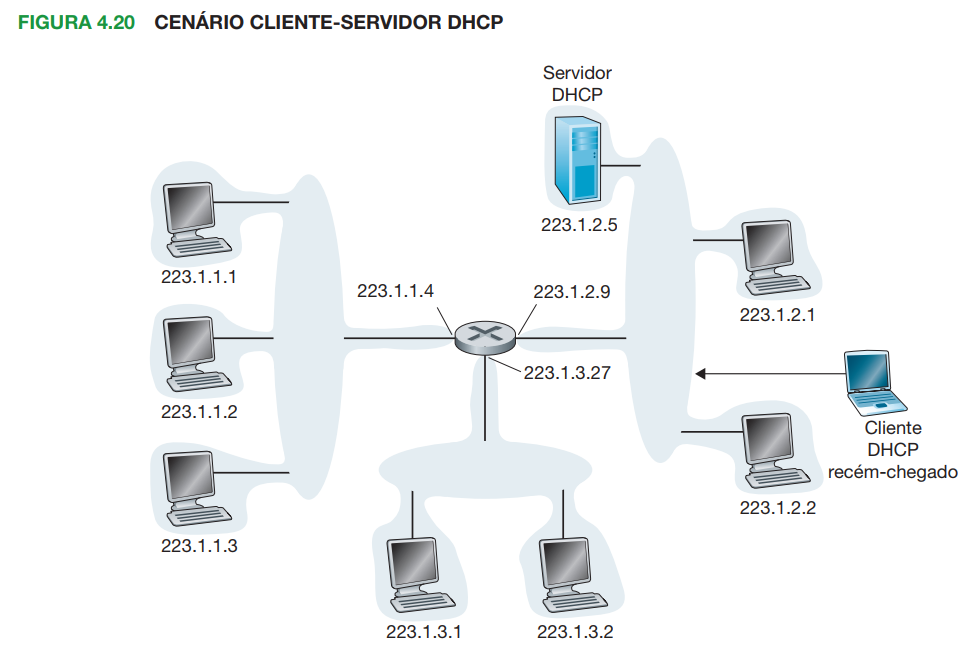 FIGURA 4.20 CENÁRIO CLIENTE-SERVIDOR DHCP
Servidor
DHCP
223.1.2.5
223.1.1.1
223.1.2.1
223.1.1.4
223.1.2.9
223.1.3.27
223.1.1.2
Cliente
DHCP
recém-chegado
223.1.2.2
223.1.1.3
223.1.3.1
223.1.3.2